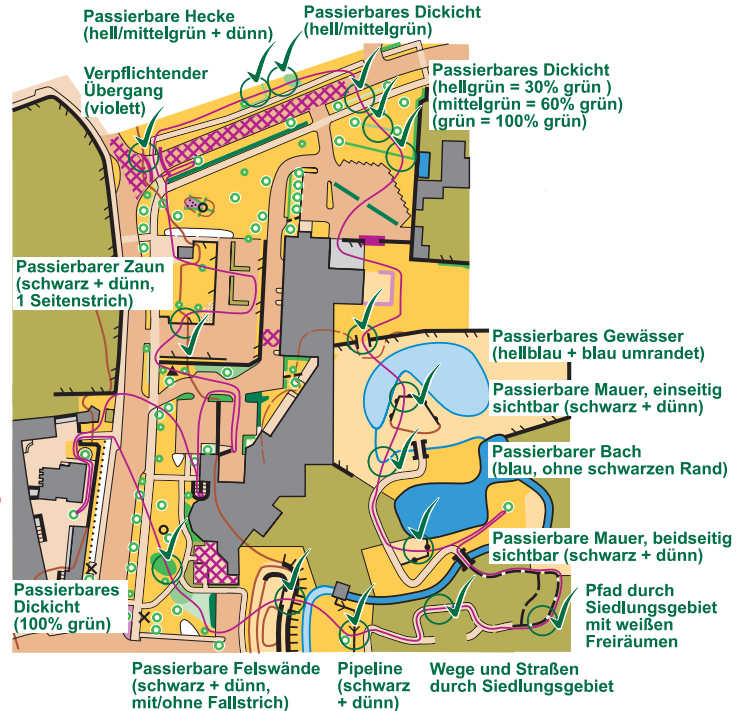 Passierbare Hecke
(hell/mittelgrün + dünn)
Passierbares Dickicht
(hell/mittelgrün)
Verpflichtender
Übergang
(violett)
Passierbares Dickicht
(hellgrün = 30% grün )
(mittelgrün = 60% grün)
(grün = 100% grün)
Passierbarer Zaun
(schwarz + dünn,
1 Seitenstrich)
Passierbares Gewässer
(hellblau + blau umrandet)
Passierbare Mauer, einseitig
sichtbar (schwarz + dünn)
Passierbarer Bach
(blau, ohne schwarzen Rand)
Passierbare Mauer, beidseitig
sichtbar (schwarz + dünn)
Passierbares
Dickicht
(100% grün)
Pfad durch
Siedlungsgebiet
mit weißen
Freiräumen
Passierbare Felswände
(schwarz + dünn,
mit/ohne Fallstrich)
Pipeline
(schwarz
+ dünn)
Wege und Straßen
durch Siedlungsgebiet